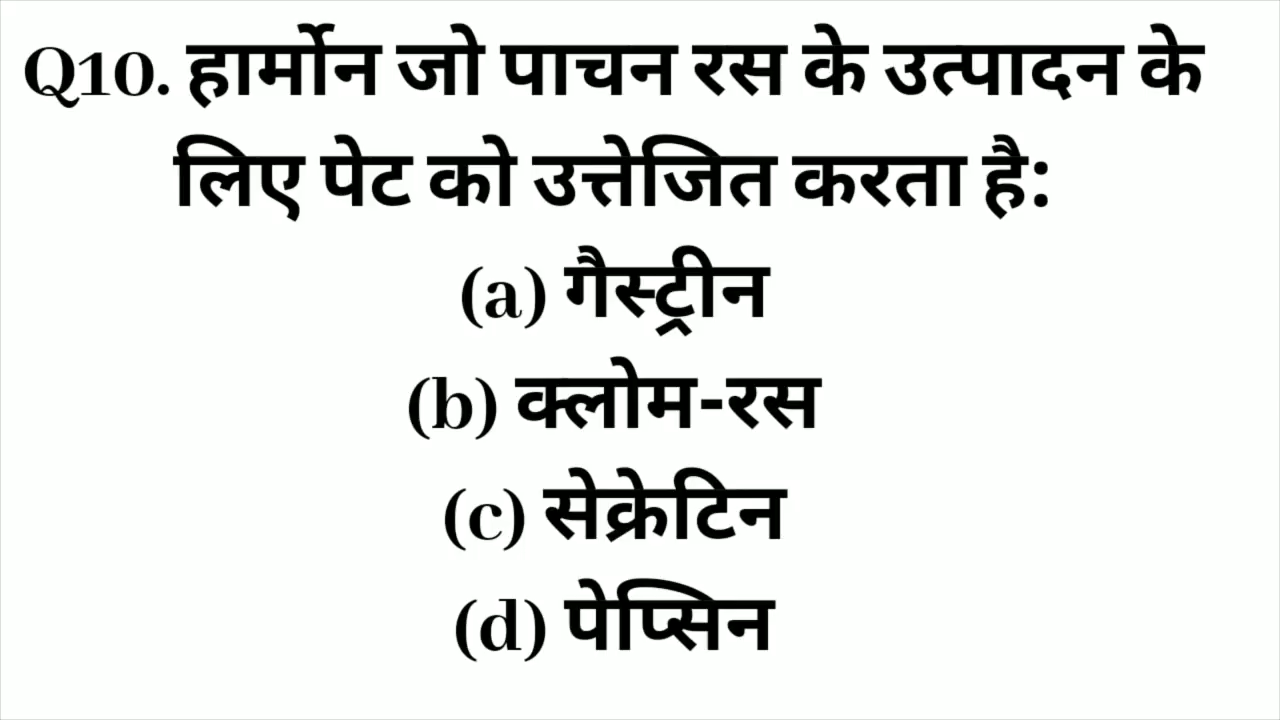 Q10. हार्मोन जो पाचन रस के उत्पादन के
लिए पेट को उत्तेजित करता है:
(a) गैस्ट्रीन
(b) क्लोम-रस
(c) सेक्रेटिन
(d) पेप्सिन